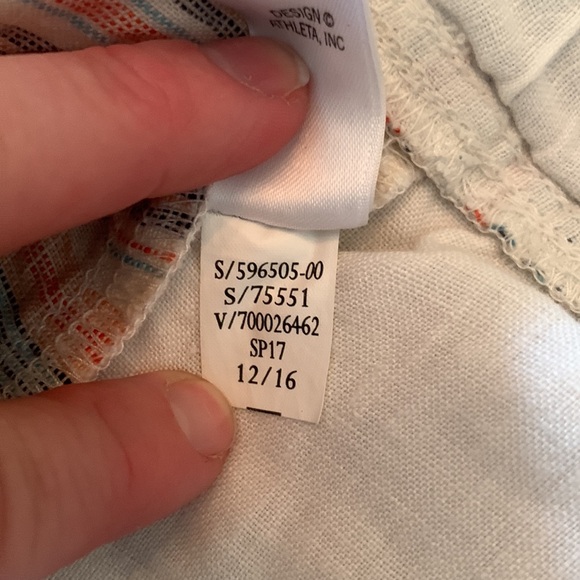 DESIGN ©
ATHLETA, INC
S/596505-00
S/75551
V/700026462
SP17
12/16